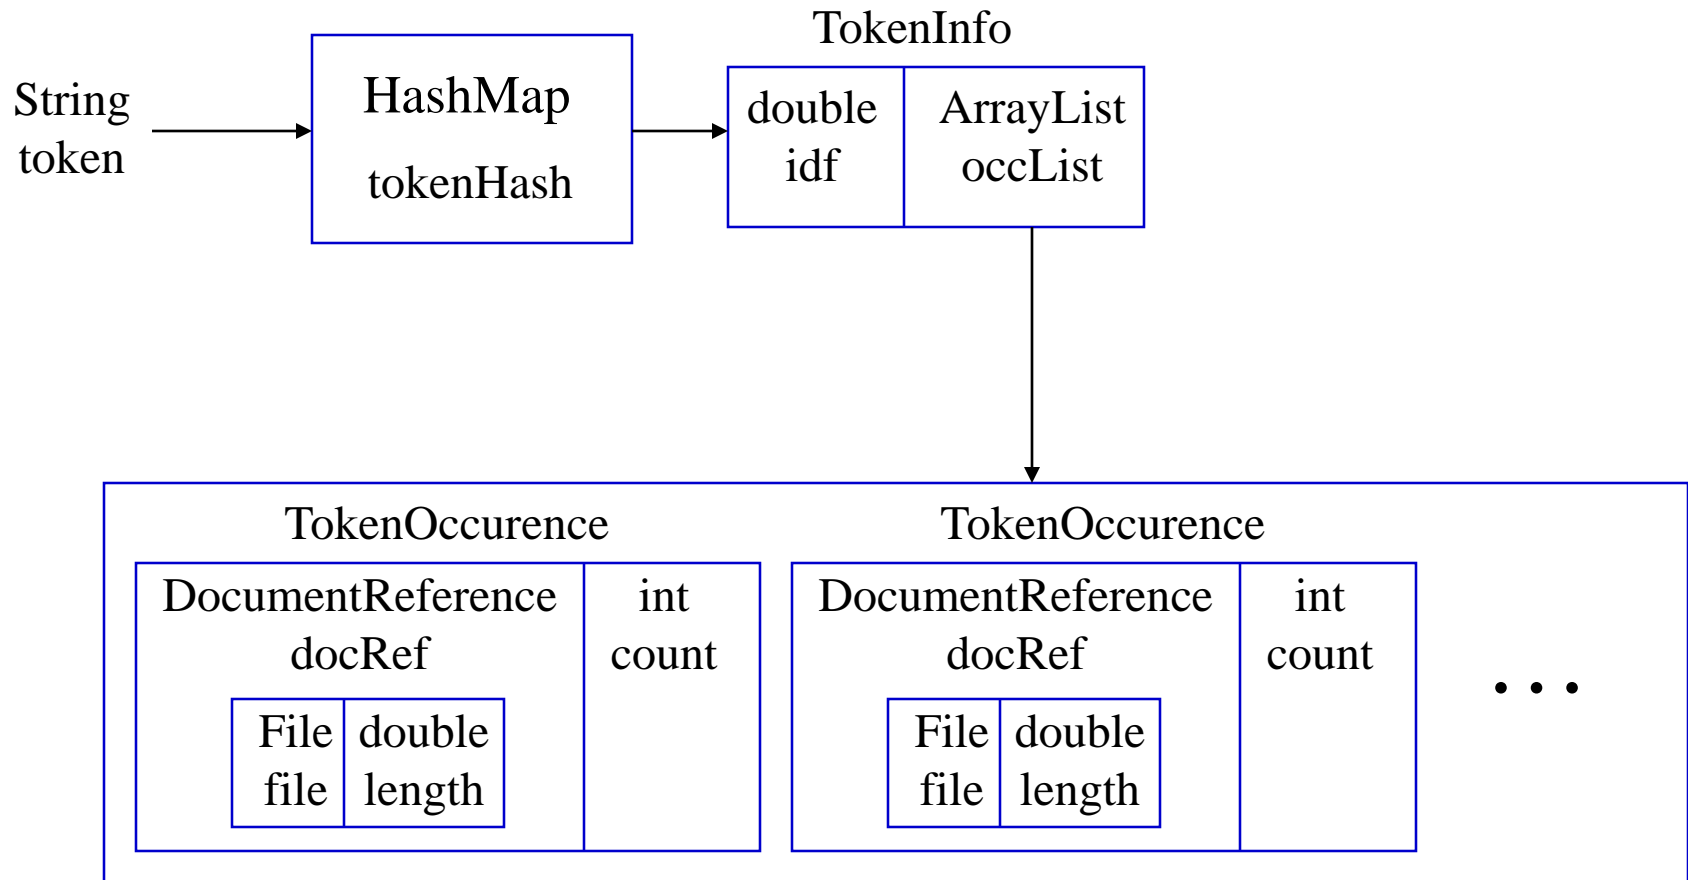 TokenInfo
String
token
HashMap
tokenHash
double
idf
ArrayList
occList
TokenOccurence
DocumentReference
docRef
File
file
double
length
int
count
TokenOccurence
DocumentReference
docRef
File
file
double
length
int
count
…